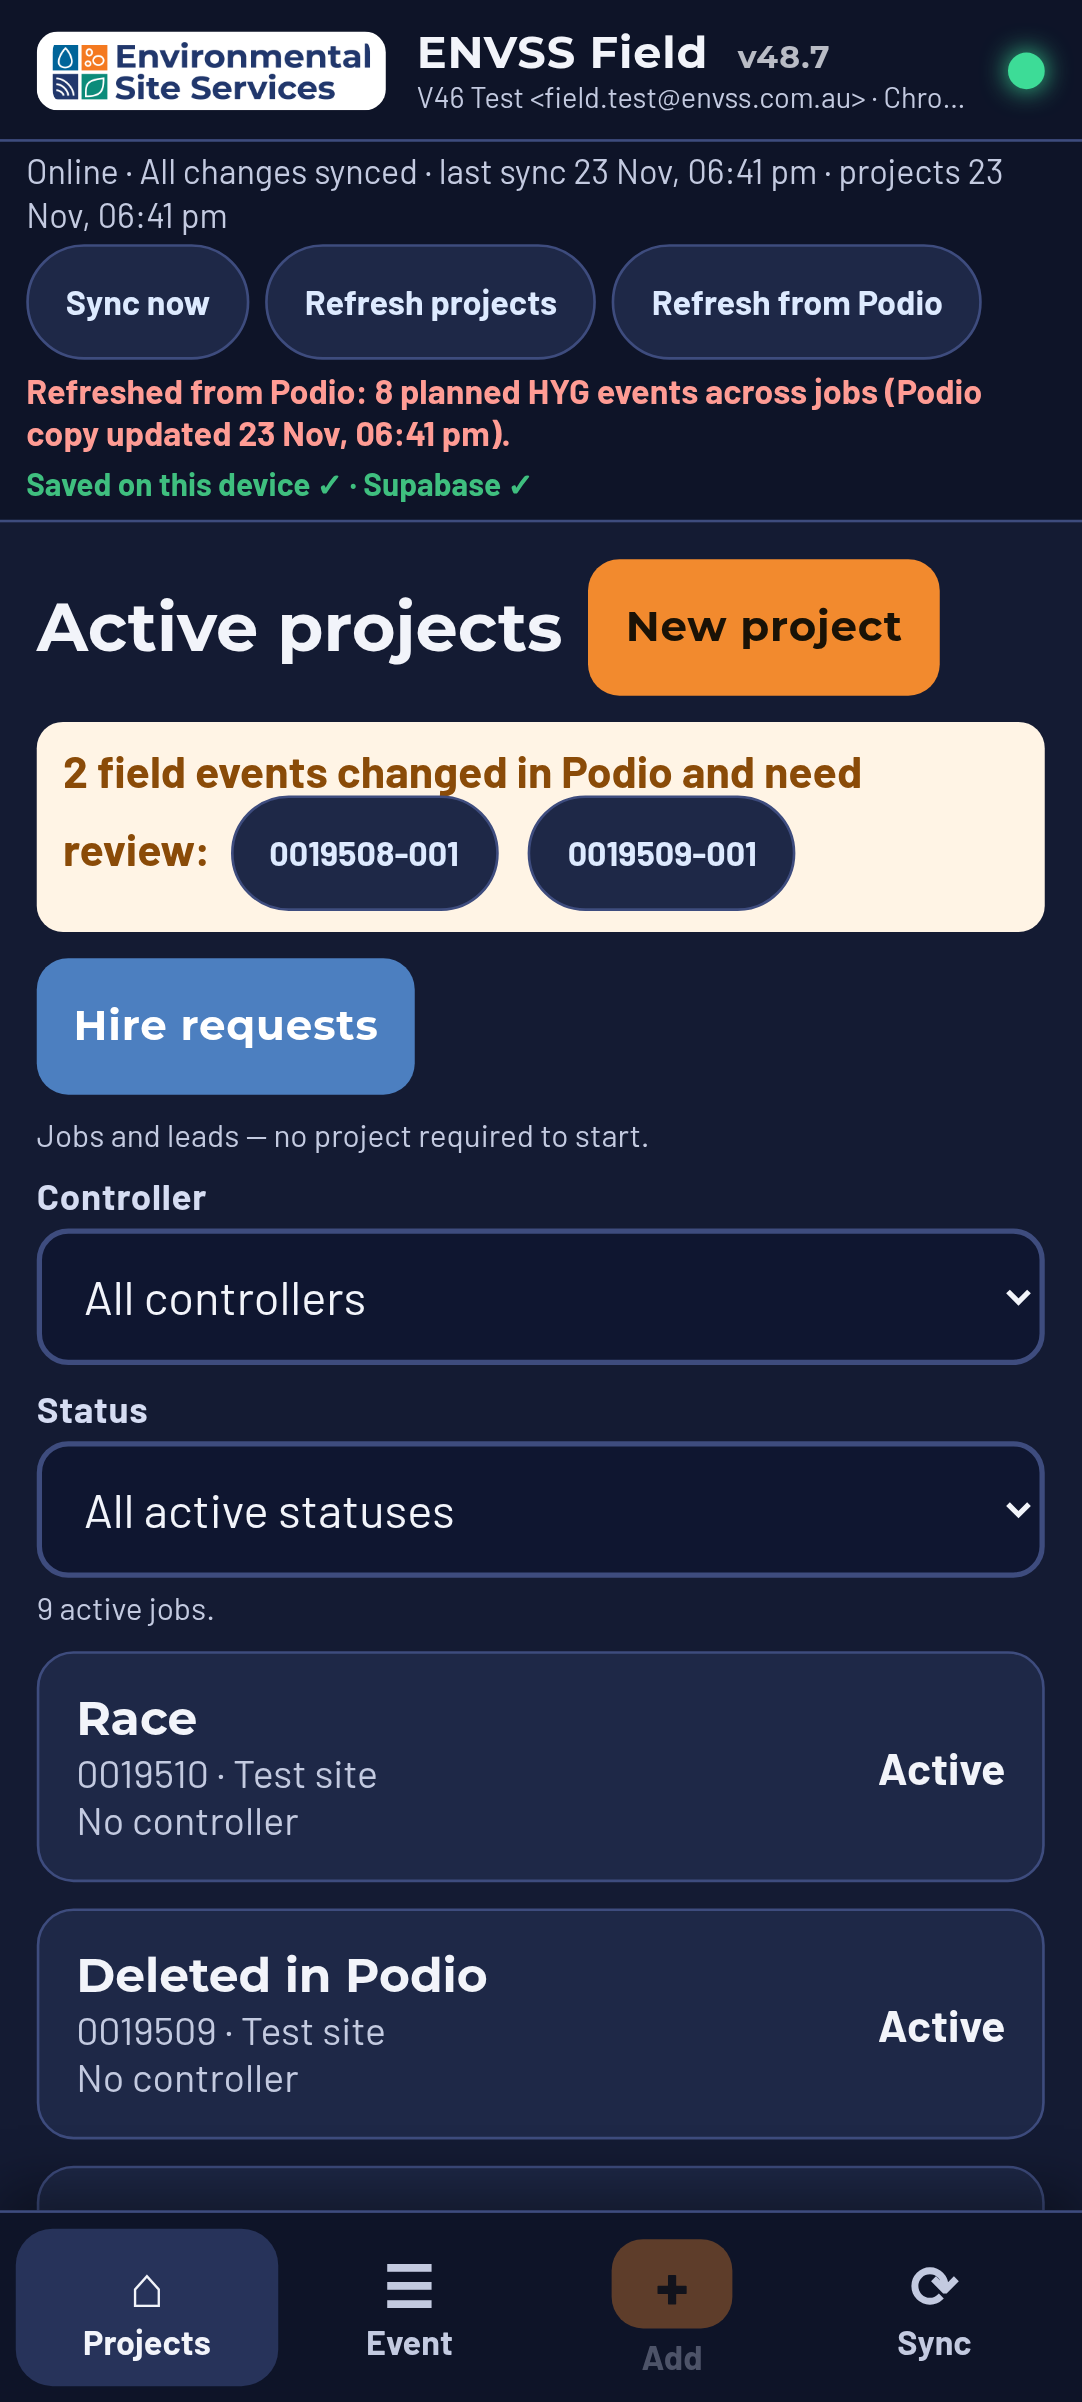 Environmental
Site Services
ENVSS Field v48.7
V46 Test <field.test@envss.com.au> · Chro...
Online · All changes synced · last sync 23 Nov, 06:41 pm · projects 23
Nov, 06:41 pm
Sync now Refresh projects Refresh from Podio
Refreshed from Podio: 8 planned HYG events across jobs (Podio
copy updated 23 Nov, 06:41 pm).
Saved on this device ✓ · Supabase ✓
Active projects New project
2 field events changed in Podio and need
review: 0019508-001 0019509-001
Hire requests
Jobs and leads — no project required to start.
Controller
All controllers
Status
All active statuses
9 active jobs.
Race
0019510 · Test site
No controller
Active
Deleted in Podio
0019509 · Test site
No controller
Active
Projects Event Add Sync